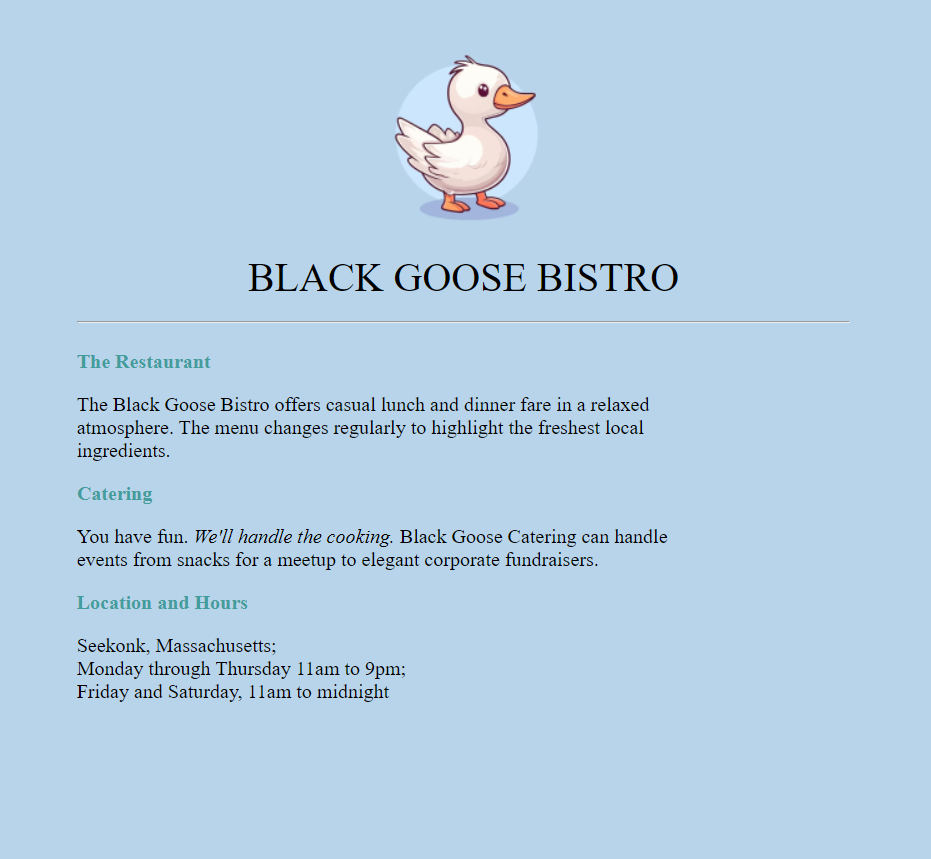 BLACK GOOSE BISTRO
The Restaurant
The Black Goose Bistro offers casual lunch and dinner fare in a relaxed
atmosphere. The menu changes regularly to highlight the freshest local
ingredients.
Catering
You have fun. We'll handle the cooking. Black Goose Catering can handle
events from snacks for a meetup to elegant corporate fundraisers.
Location and Hours
Seekonk, Massachusetts;
Monday through Thursday 11am to 9pm;
Friday and Saturday, 11am to midnight